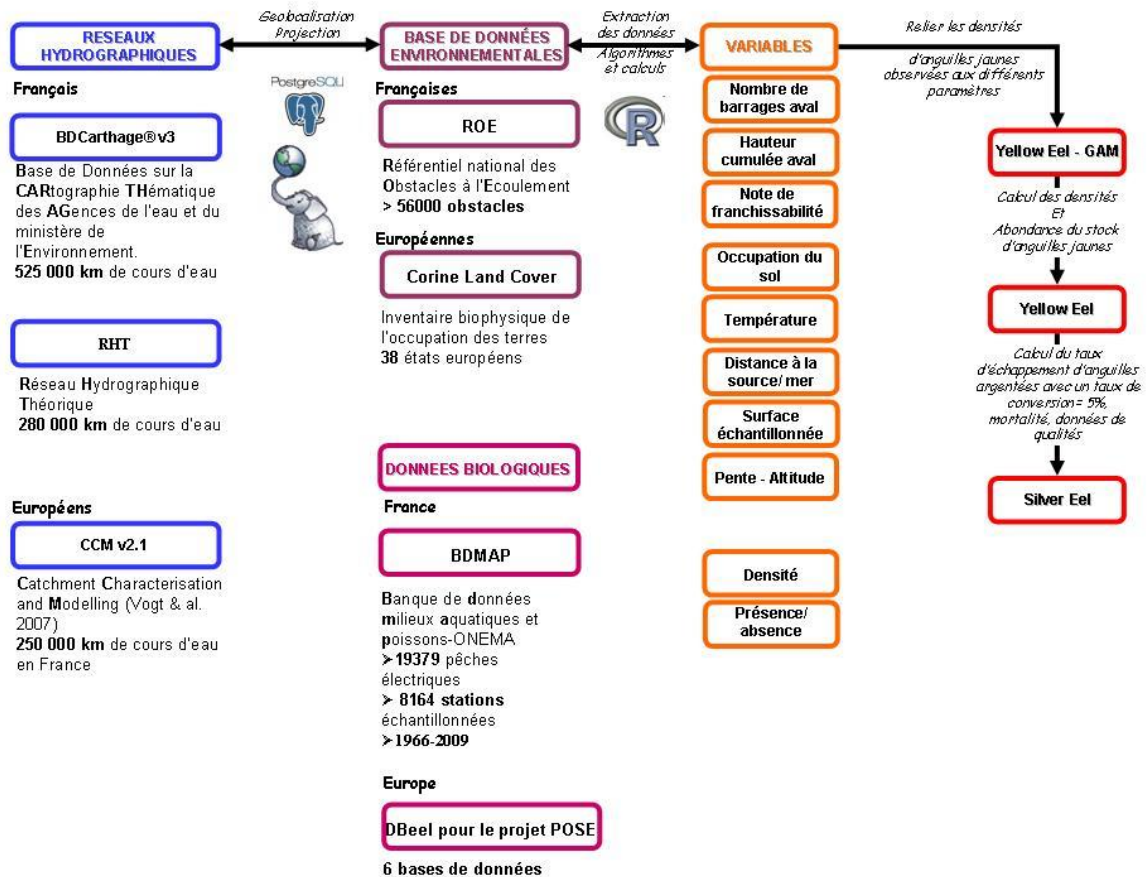 RESEAUX
HYDROGRAPHIQUES
Géolocalisation
Projection
BASE DE DONNÉES
ENVIRONNEMENTALES
Extraction
des données
Algorithmes
et calculs
VARIABLES
Relier les densités
d'anguilles jaunes
observées aux différents
paramètres
Français
BDCarthage®v3
Base de Données sur la
CARtographie THématique
des AGences de l'eau et du
ministère de
l'Environnement.
525 000 km de cours d'eau
RHT
Réseau Hydrographique
Théorique
280 000 km de cours d'eau
Européens
CCM v2.1
Catchment Characterisation
and Modelling (Vogt & al.
2007)
250 000 km de cours d'eau
en France
PostgreSQL
Françaises
ROE
Référentiel national des
Obstacles à l'Ecoulement
> 56000 obstacles
Européennes
Corine Land Cover
Inventaire biophysique de
l'occupation des terres
38 états européens
DONNEES BIOLOGIQUES
France
BDMAP
Banque de données
milieux aquatiques et
poissons-ONEMA
➢19379 pêches
électriques
➢ 8164 stations
échantillonnées
➢1966-2009
Europe
DBeel pour le projet POSE
6 bases de données
R
Nombre de
barrages aval
Hauteur
cumulée aval
Note de
franchissabilité
Occupation du
sol
Température
Distance à la
source/ mer
Surface
échantillonnée
Pente - Altitude
Densité
Présence/
absence
Yellow Eel - GAM
Calcul des densités
Et
Abondance du stock
d'anguilles jaunes
Yellow Eel
Calcul du taux
d'échappement d'anguilles
argentées avec un taux de
conversion= 5%,
mortalité, données de
qualités
Silver Eel